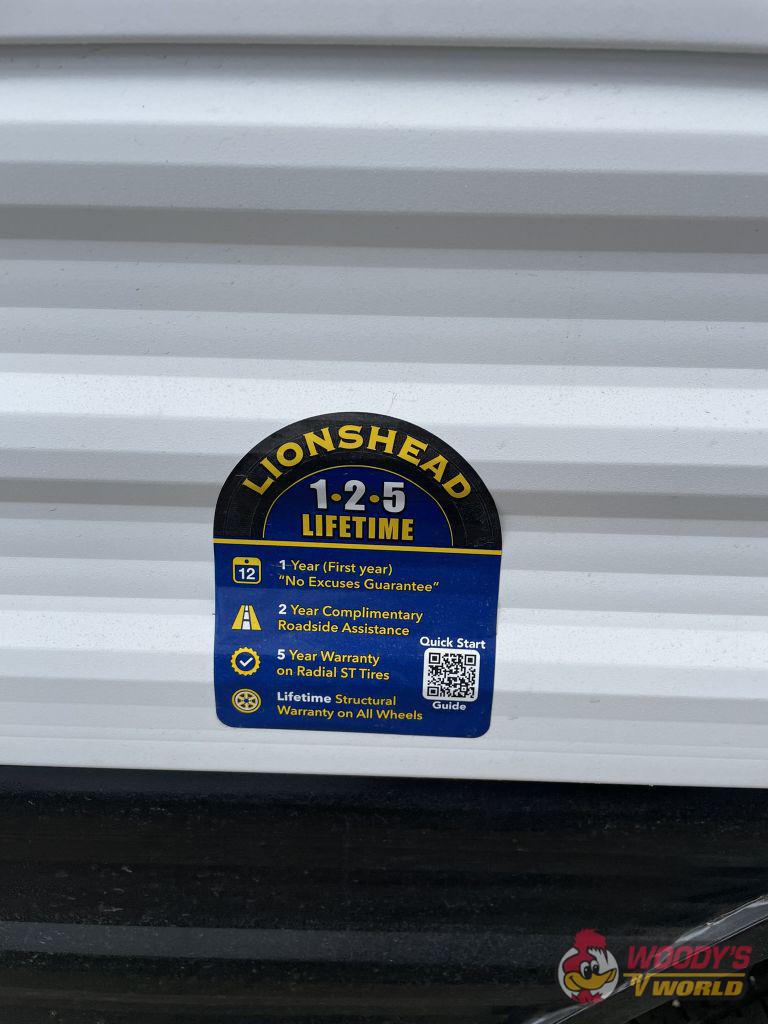 LIONSHEAD
1·2·5
LIFETIME
12
1 Year (First year)
"No Excuses Guarantee"
2 Year Complimentary
Roadside Assistance
5 Year Warranty
on Radial ST Tires
Lifetime Structural
Warranty on All Wheels
Quick Start
Guide
WOODY'S
RV WORLD